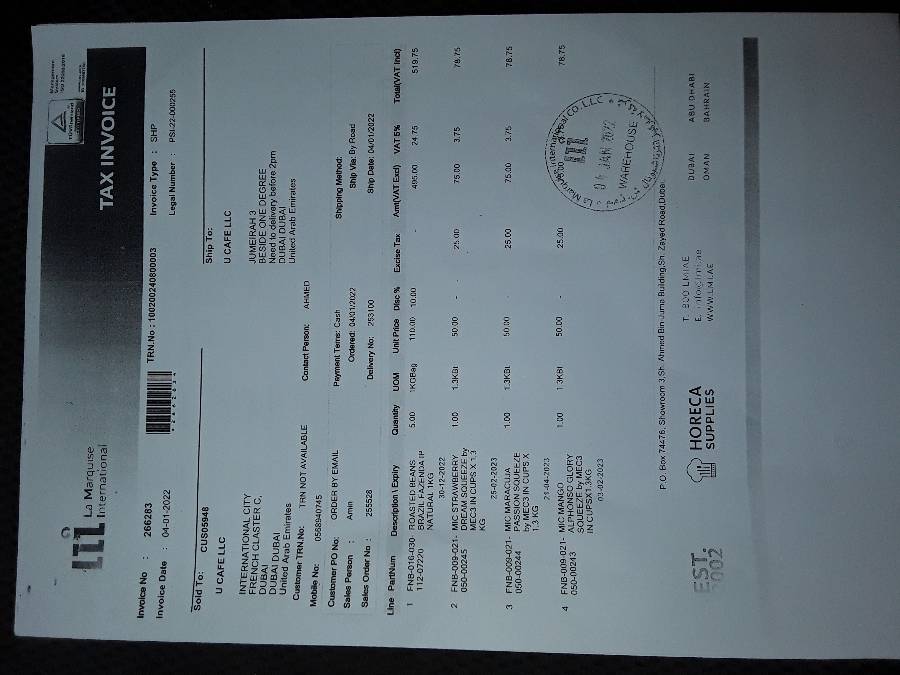 La Marquise
International
TAX INVOICE
Invoice No : 266283
TRN.No : 100200240800003
Invoice Type : SHIP
Invoice Date : 04-01-2022
Legal Number : PSI-22-000255
Sold To: CUS05948
Ship To:
U CAFE LLC
U CAFE LLC
INTERNATIONAL CITY
FRENCH CLASTER C,
DUBAI
DUBAI DUBAI
United Arab Emirates
JUMEIRAH 3
BESIDE ONE DEGREE
Need to delivery before 2pm
DUBAI DUBAI
United Arab Emirates
Customer TRN.No: TRN NOT AVAILABLE
Contact Person: AHMED
Mobile No: 0568940745
Customer PO No: ORDER BY EMAIL
Payment Terms: Cash
Shipping Method:
Sales Person : Amin
Ordered: 04/01/2022
Ship Via: By Road
Sales Order No : 255528
Delivery No: 253100
Ship Date: 04/01/2022
Line PartNum Description \ Expiry Quantity UOM Unit Price Disc % Excise Tax Amt(VAT Excl) VAT 5% Total(VAT Incl)
1 FNB-016-030- ROASTED BEANS 5.00 1KGBag 110.00 10.00 - 495.00 24.75 519.75
112-07220 BRAZIL FAZENDA IP
NATURAL 1KG
30-12-2022
2 FNB-009-021- MIC STRAWBERRY 1.00 1.3KBt 50.00 - 25.00 75.00 3.75 78.75
050-00245 DREAM SQUEEZE by
MEC3 IN CUPS X 1.3
KG
25-02-2023
3 FNB-009-021- MIC MARACUJA 1.00 1.3KBt 50.00 - 25.00 75.00 3.75 78.75
050-00244 PASSION SQUEEZE
by MEC3 IN CUPS X
1.3 KG
21-04-2023
4 FNB-009-021- MIC MANGO 1.00 1.3KBt 50.00 - 25.00 78.75
050-00243 ALPHONSO GLORY
SQUEEZE by MEC3
IN CUPS X 1.3KG
03-02-2023
La Marquise International CO. L.L.C
JAN 2022
WAREHOUSE
P.O. Box 74476, Showroom 3,Sh. Ahmed Bin Juma Building,Sh. Zayed Road,Dubai
EST.
2002
HORECA
SUPPLIES
T. 800 LMIAE
E. info@lmi.ae
WWW.LMI.AE
DUBAI ABU DHABI
OMAN BAHRAIN